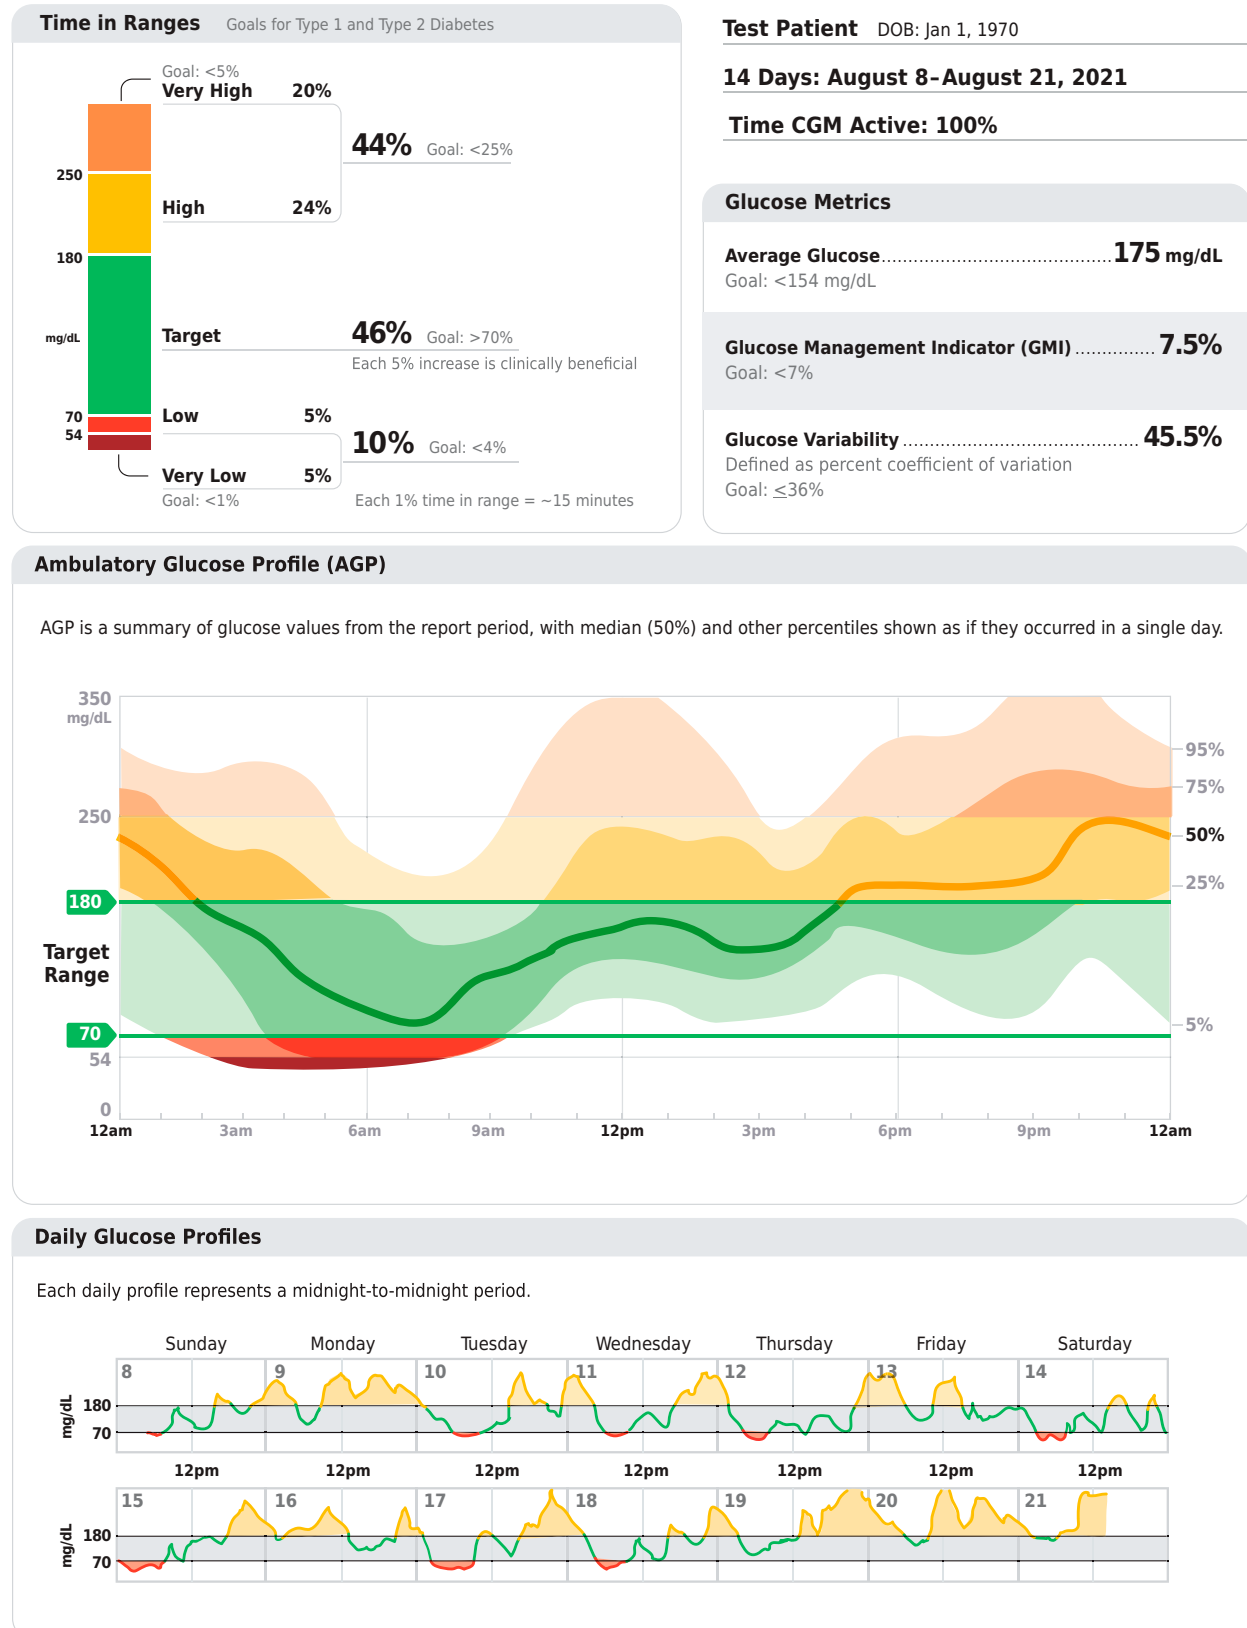 Time in Ranges Goals for Type 1 and Type 2 Diabetes
Goal: <5%
Very High 20%
44% Goal: <25%
250
High 24%
180
mg/dL
Target 46% Goal: >70%
Each 5% increase is clinically beneficial
70
Low 5%
54
10% Goal: <4%
Very Low 5%
Goal: <1%
Each 1% time in range = ~15 minutes
Test Patient DOB: Jan 1, 1970
14 Days: August 8–August 21, 2021
Time CGM Active: 100%
Glucose Metrics
Average Glucose........................................175 mg/dL
Goal: <154 mg/dL
Glucose Management Indicator (GMI)...............7.5%
Goal: <7%
Glucose Variability........................................45.5%
Defined as percent coefficient of variation
Goal: ≤36%
Ambulatory Glucose Profile (AGP)
AGP is a summary of glucose values from the report period, with median (50%) and other percentiles shown as if they occurred in a single day.
350
mg/dL
250
180
Target
Range
70
54
0
95%
75%
50%
25%
5%
12am 3am 6am 9am 12pm 3pm 6pm 9pm 12am
Daily Glucose Profiles
Each daily profile represents a midnight-to-midnight period.
Sunday Monday Tuesday Wednesday Thursday Friday Saturday
8 9 10 11 12 13 14
mg/dL
180
70
12pm 12pm 12pm 12pm 12pm 12pm 12pm
15 16 17 18 19 20 21
mg/dL
180
70